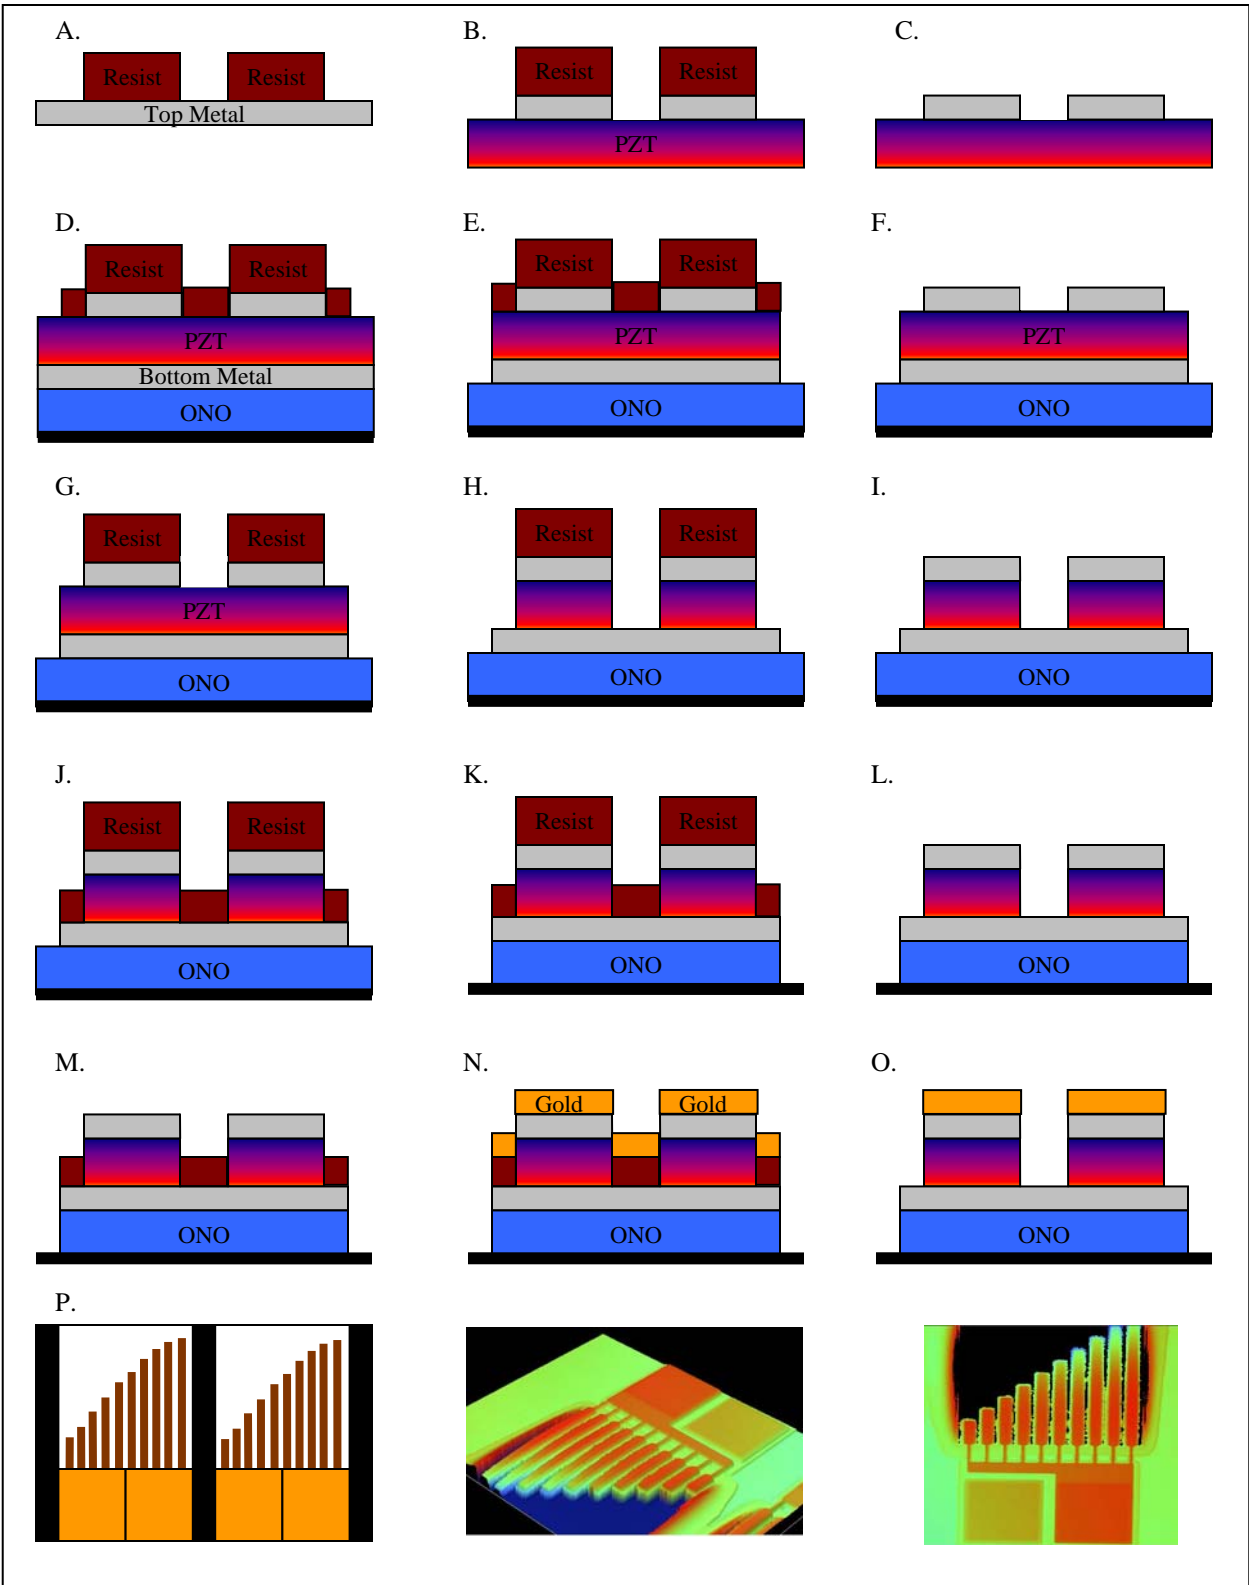 A.
Resist Resist
Top Metal
B.
Resist Resist
PZT
C.
D.
Resist Resist
PZT
Bottom Metal
ONO
E.
Resist Resist
PZT
ONO
F.
PZT
ONO
G.
Resist Resist
PZT
ONO
H.
Resist Resist
ONO
I.
ONO
J.
Resist Resist
ONO
K.
Resist Resist
ONO
L.
ONO
M.
ONO
N.
Gold Gold
ONO
O.
ONO
P.